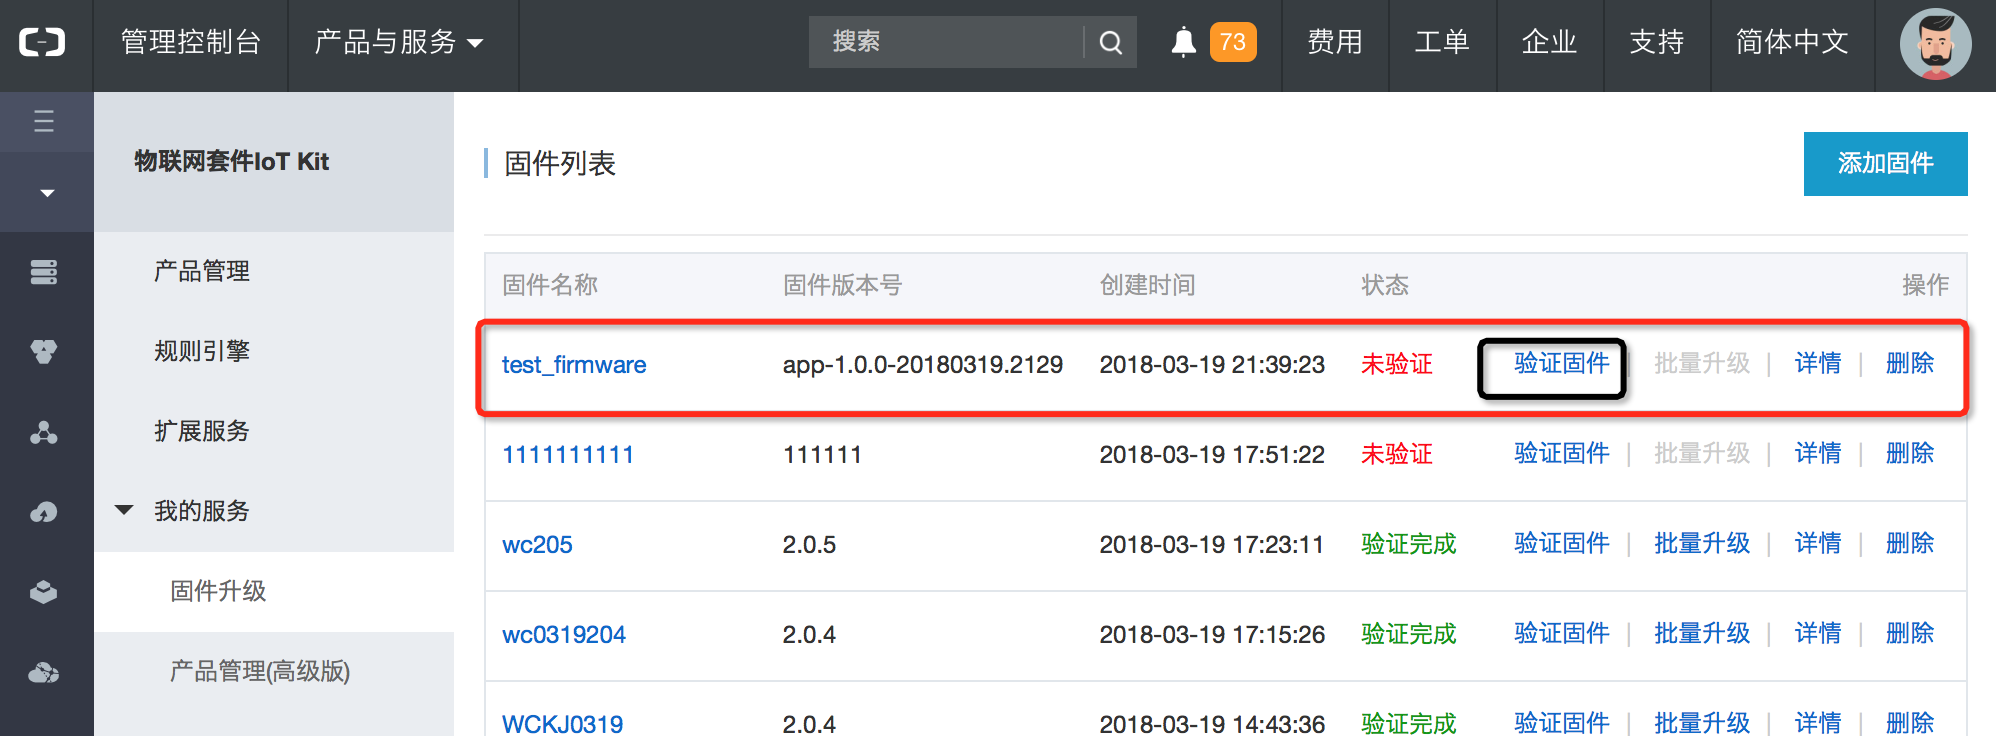 管理控制台 产品与服务 搜索 73 费用 工单 企业 支持 简体中文
物联网套件IoT Kit
产品管理
规则引擎
扩展服务
我的服务
固件升级
产品管理(高级版)
固件列表 添加固件
固件名称 固件版本号 创建时间 状态 操作
test_firmware app-1.0.0-20180319.2129 2018-03-19 21:39:23 未验证 验证固件 | 批量升级 | 详情 | 删除
1111111111 111111 2018-03-19 17:51:22 未验证 验证固件 | 批量升级 | 详情 | 删除
wc205 2.0.5 2018-03-19 17:23:11 验证完成 验证固件 | 批量升级 | 详情 | 删除
wc0319204 2.0.4 2018-03-19 17:15:26 验证完成 验证固件 | 批量升级 | 详情 | 删除
WCKJ0319 2.0.4 2018-03-19 14:43:36 验证完成 验证固件 | 批量升级 | 详情 | 删除